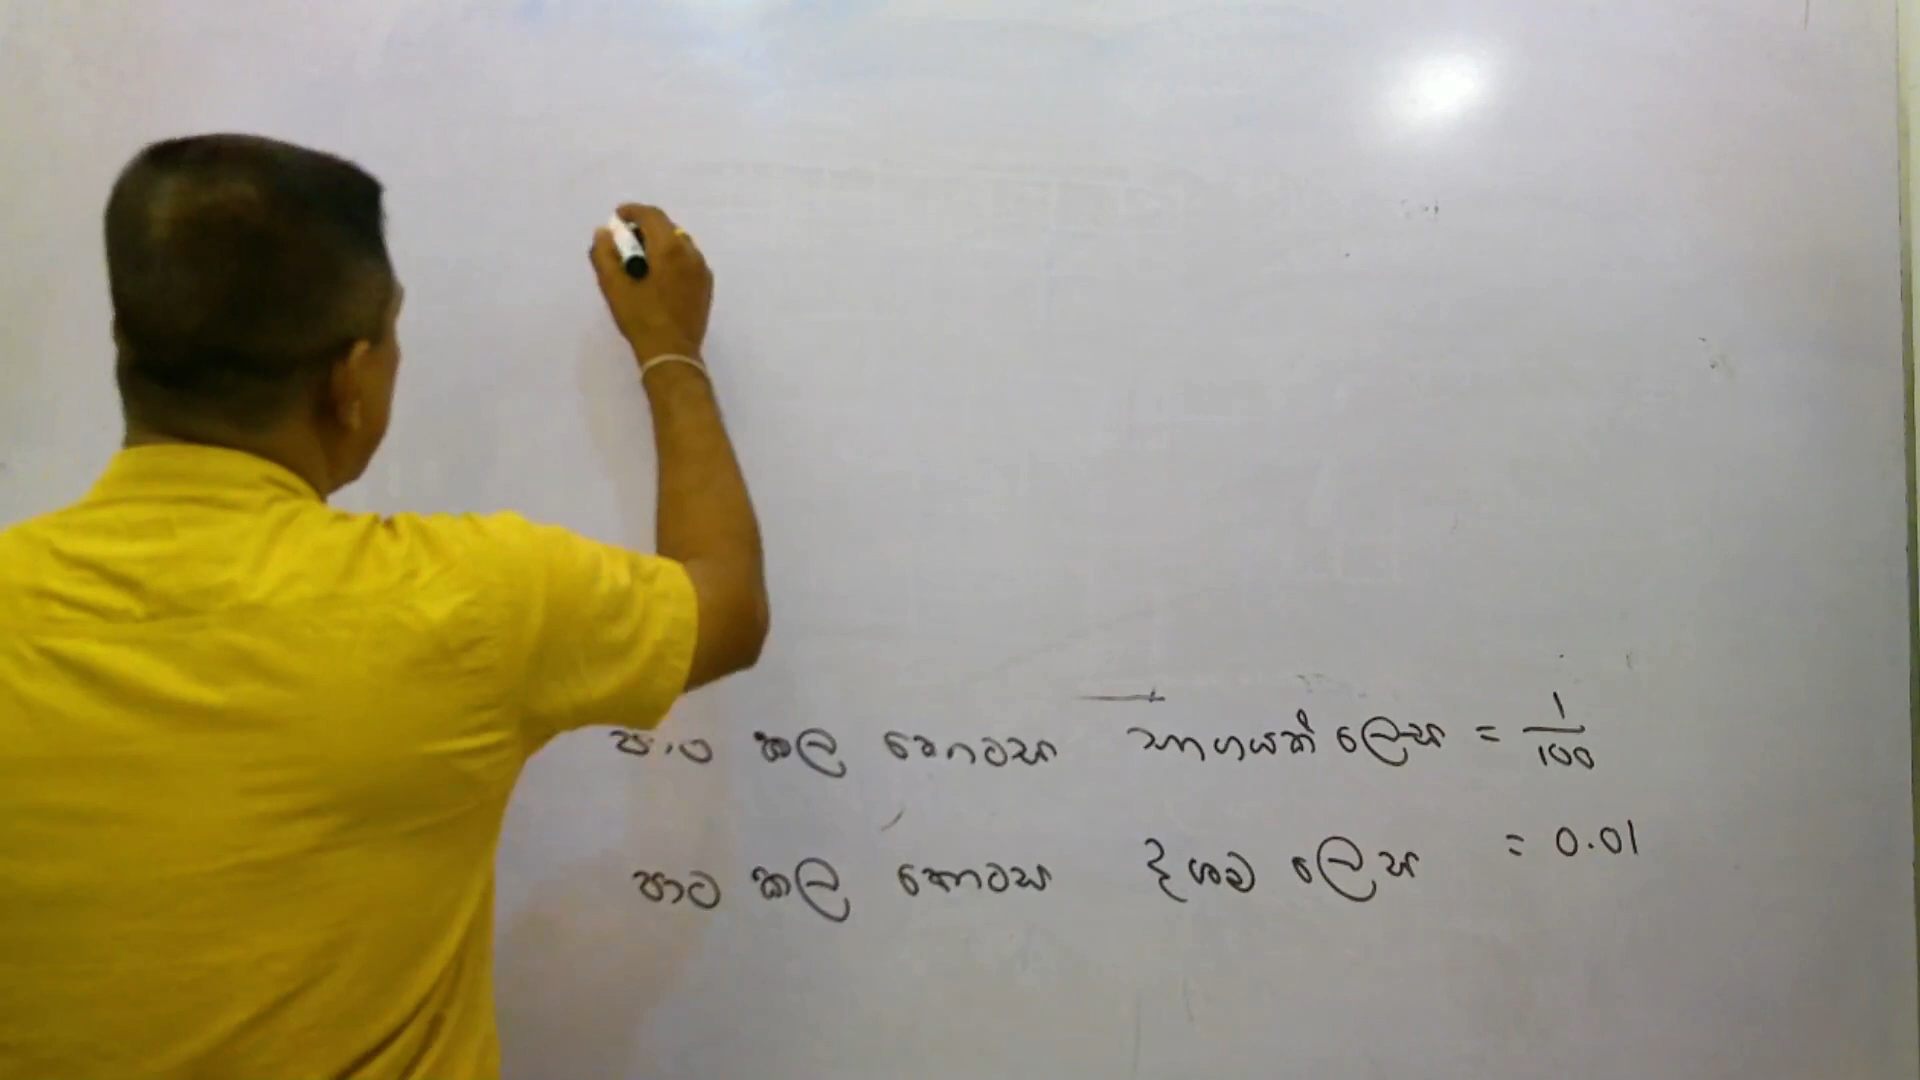 පාට කල කොටස භාගයක් ලෙස = 1/100
පාට කල කොටස දශම ලෙස = 0.01